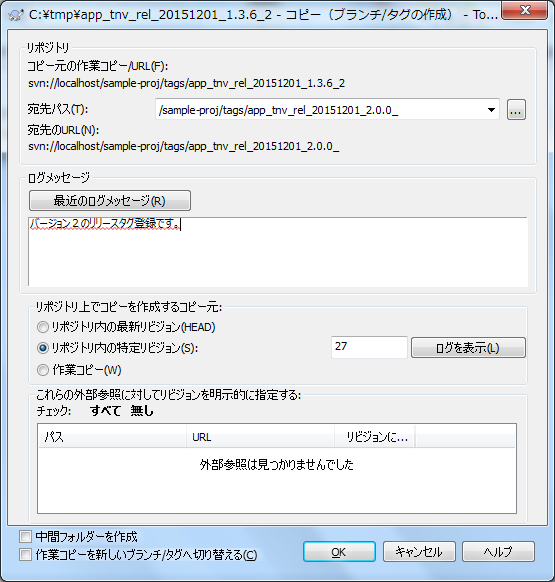 C:¥tmp¥app_tnv_rel_20151201_1.3.6_2 - コピー（ブランチ/タグの作成） - To...
リポジトリ
コピー元の作業コピー/URL(F):
svn://localhost/sample-proj/tags/app_tnv_rel_20151201_1.3.6_2
宛先パス(T):
/sample-proj/tags/app_tnv_rel_20151201_2.0.0_
...
宛先のURL(N):
svn://localhost/sample-proj/tags/app_tnv_rel_20151201_2.0.0_
ログメッセージ
最近のログメッセージ(R)
バージョン２のリリースタグ登録です。
リポジトリ上でコピーを作成するコピー元:
リポジトリ内の最新リビジョン(HEAD)
リポジトリ内の特定リビジョン(S):
27
ログを表示(L)
作業コピー(W)
これらの外部参照に対してリビジョンを明示的に指定する:
チェック: すべて 無し
パス URL リビジョンに...
外部参照は見つかりませんでした
中間フォルダーを作成
作業コピーを新しいブランチ/タグへ切り替える(C)
OK キャンセル ヘルプ